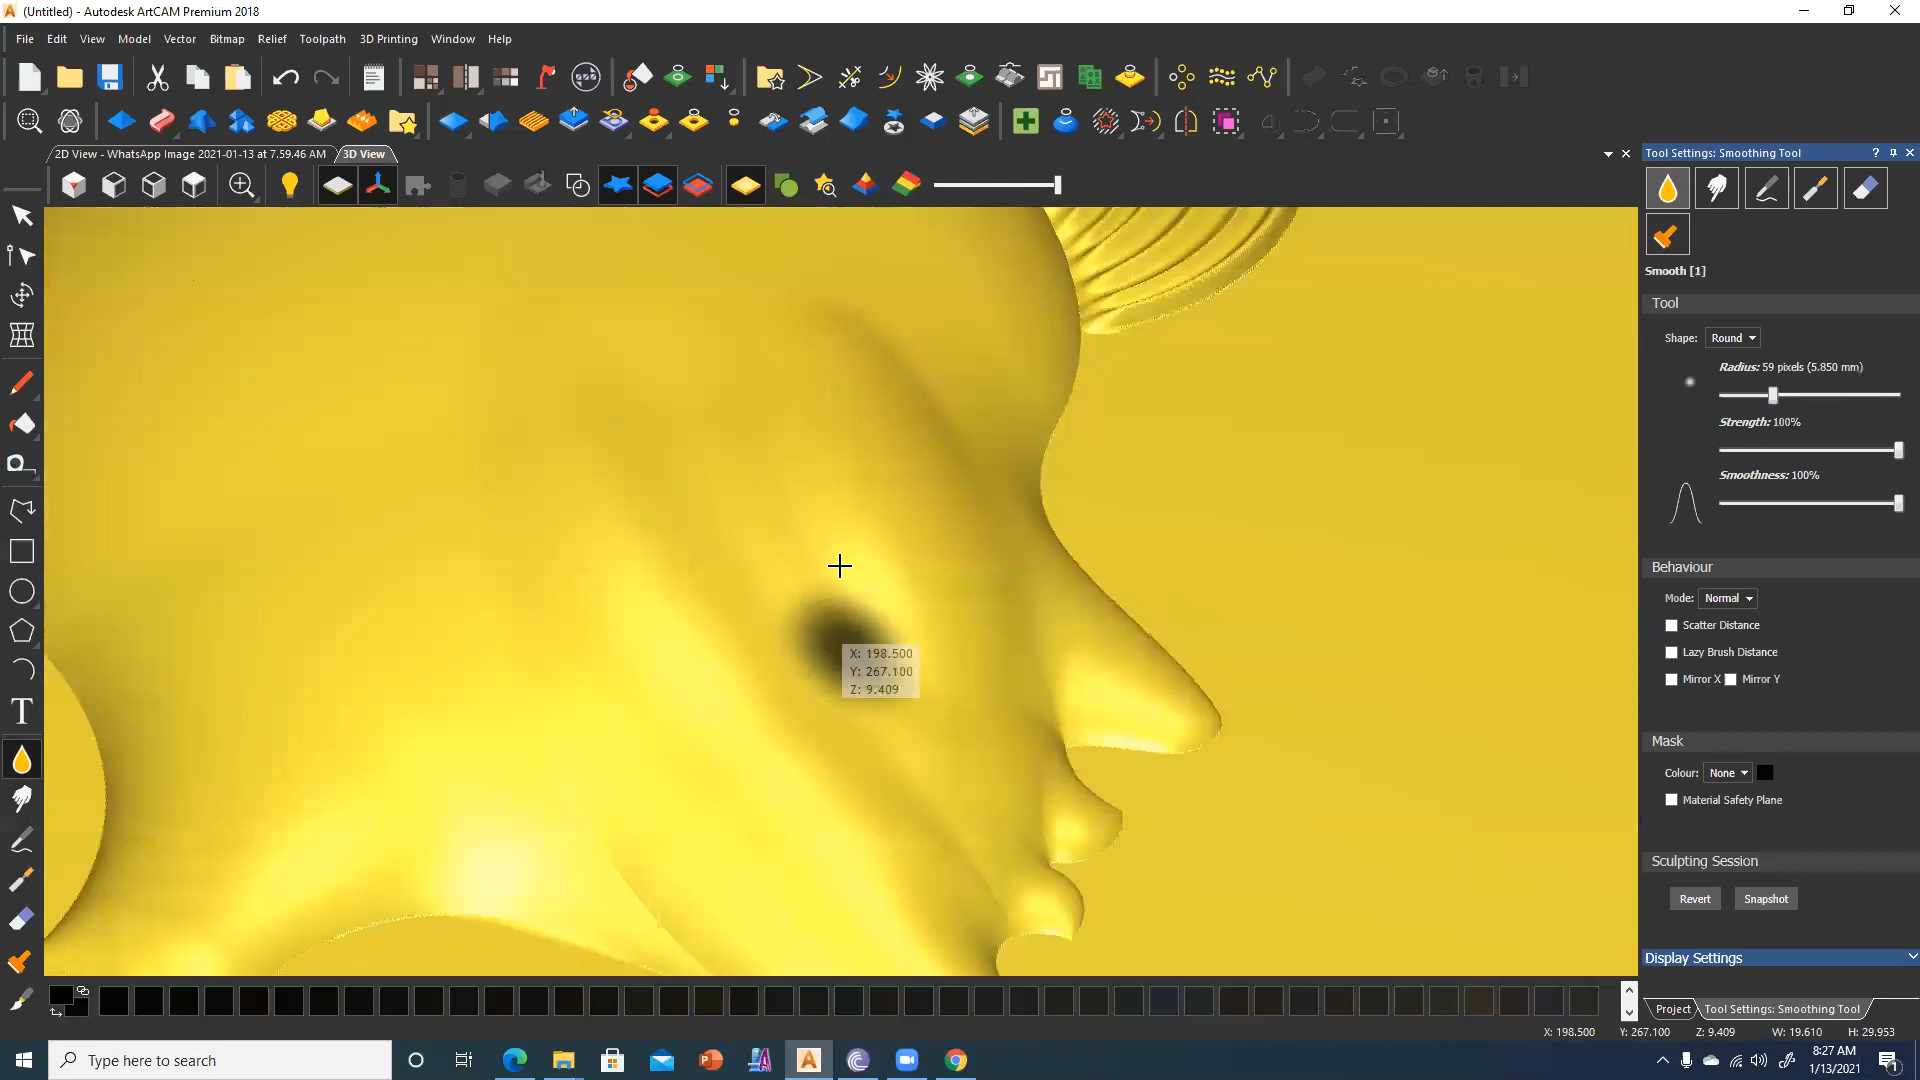 (Untitled) - Autodesk ArtCAM Premium 2018
File Edit View Model Vector Bitmap Relief Toolpath 3D Printing Window Help
2D View - WhatsApp Image 2021-01-13 at 7.59.46 AM 3D View
Tool Settings: Smoothing Tool
Smooth [1]
Tool
Shape: Round
Radius: 59 pixels (5.850 mm)
Strength: 100%
Smoothness: 100%
Behaviour
Mode: Normal
Scatter Distance
Lazy Brush Distance
Mirror X Mirror Y
Mask
Colour: None
Material Safety Plane
Sculpting Session
Revert Snapshot
Display Settings
X: 198.500
Y: 267.100
Z: 9.409
Project Tool Settings: Smoothing Tool
X: 198.500 Y: 267.100 Z: 9.409 W: 19.610 H: 29.953
Type here to search
8:27 AM
1/13/2021
1